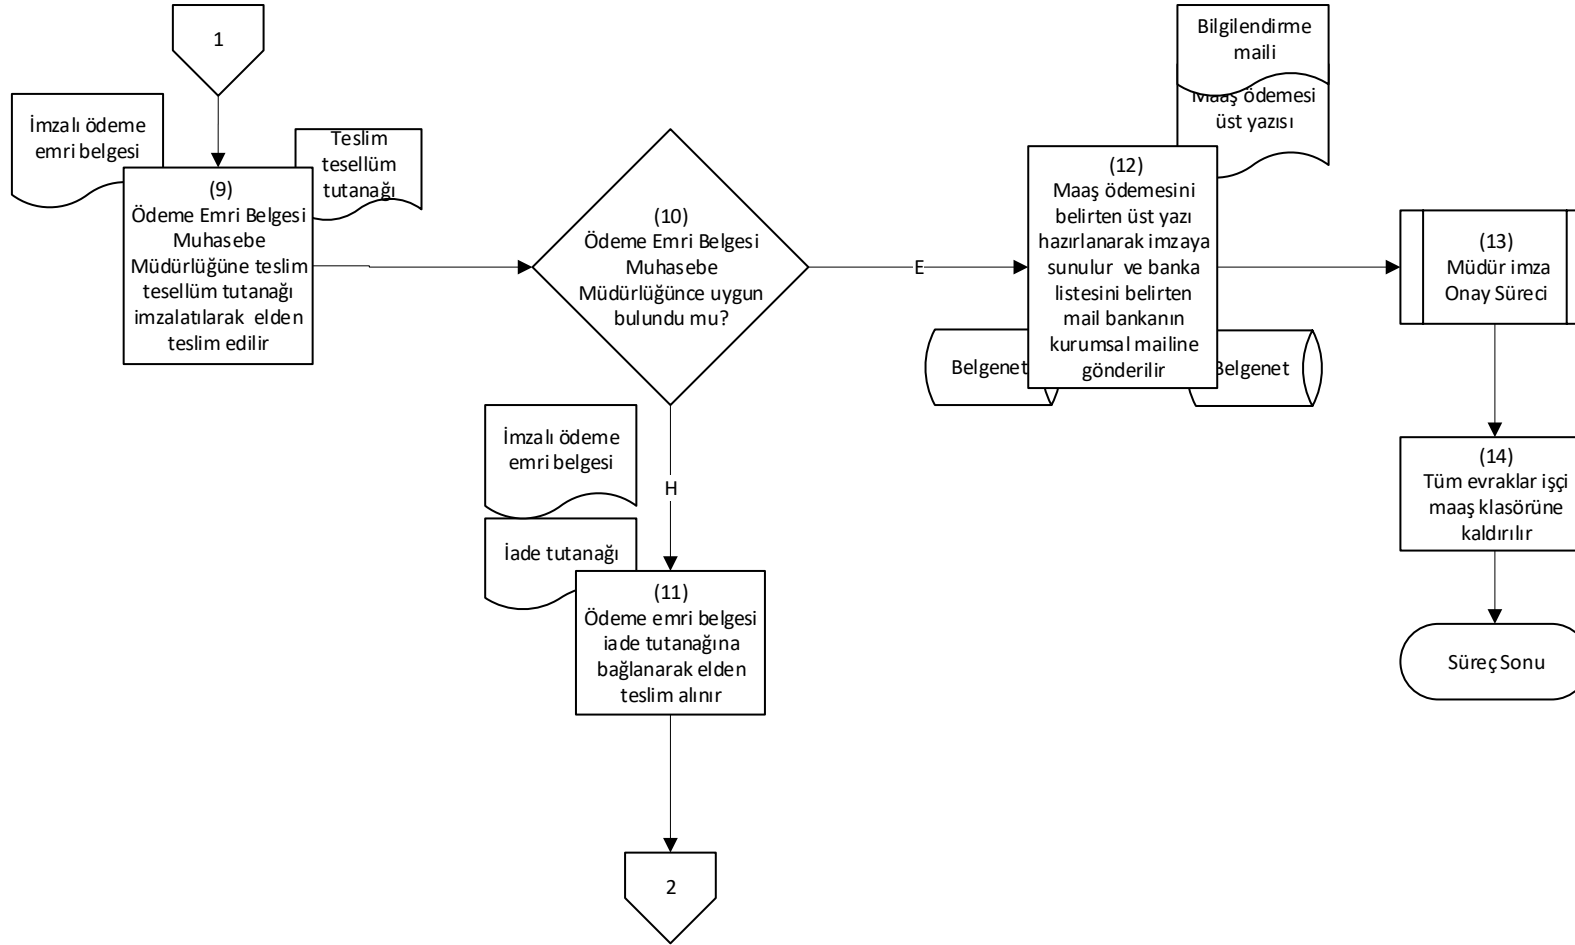 1
İmzalı ödeme
emri belgesi
Teslim
tesellüm
tutanağı
(9)
Ödeme Emri Belgesi
Muhasebe
Müdürlüğüne teslim
tesellüm tutanağı
imzalatılarak elden
teslim edilir
(10)
Ödeme Emri Belgesi
Muhasebe
Müdürlüğünce uygun
bulundu mu?
E
H
Bilgilendirme
maili
Maaş ödemesi
üst yazısı
(12)
Maaş ödemesini
belirten üst yazı
hazırlanarak imzaya
sunulur ve banka
listesini belirten
mail bankanın
kurumsal mailine
gönderilir
Belgenet
Belgenet
(13)
Müdür imza
Onay Süreci
(14)
Tüm evraklar işçi
maaş klasörüne
kaldırılır
Süreç Sonu
İmzalı ödeme
emri belgesi
İade tutanağı
(11)
Ödeme emri belgesi
iade tutanağına
bağlanarak elden
teslim alınır
2